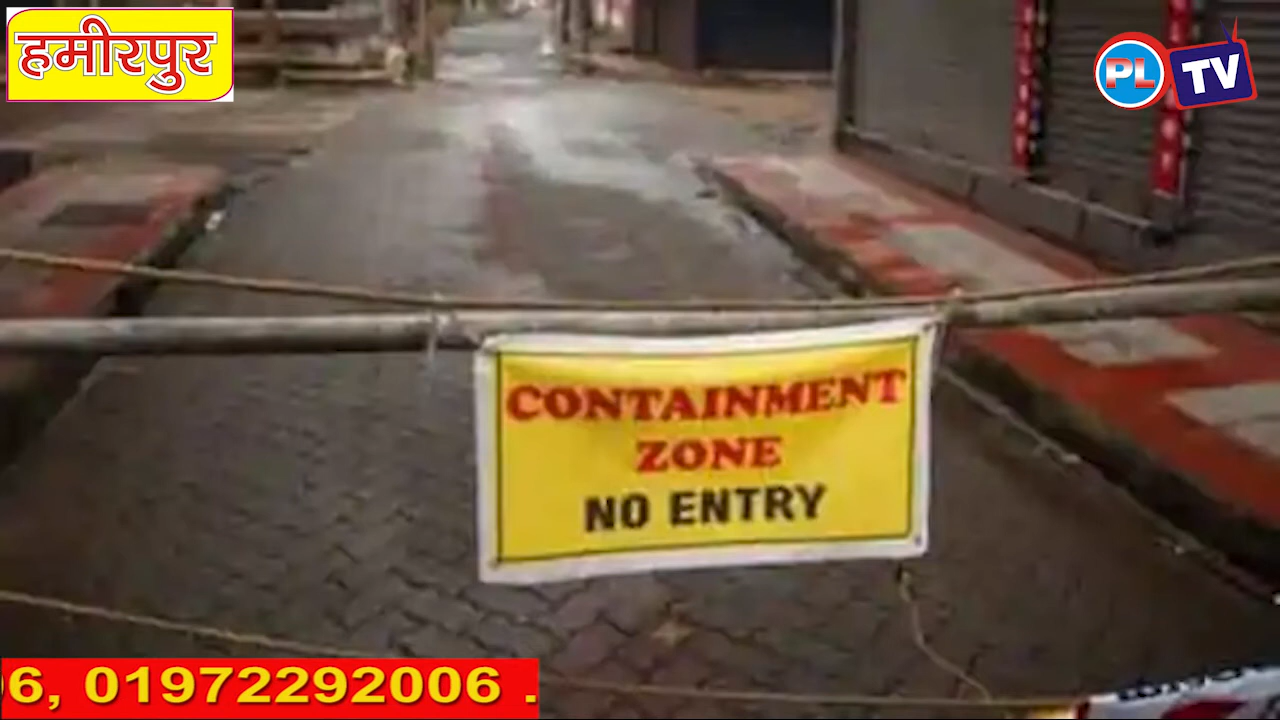 हमीरपुर
PL TV
CONTAINMENT
ZONE
NO ENTRY
6, 01972292006 .